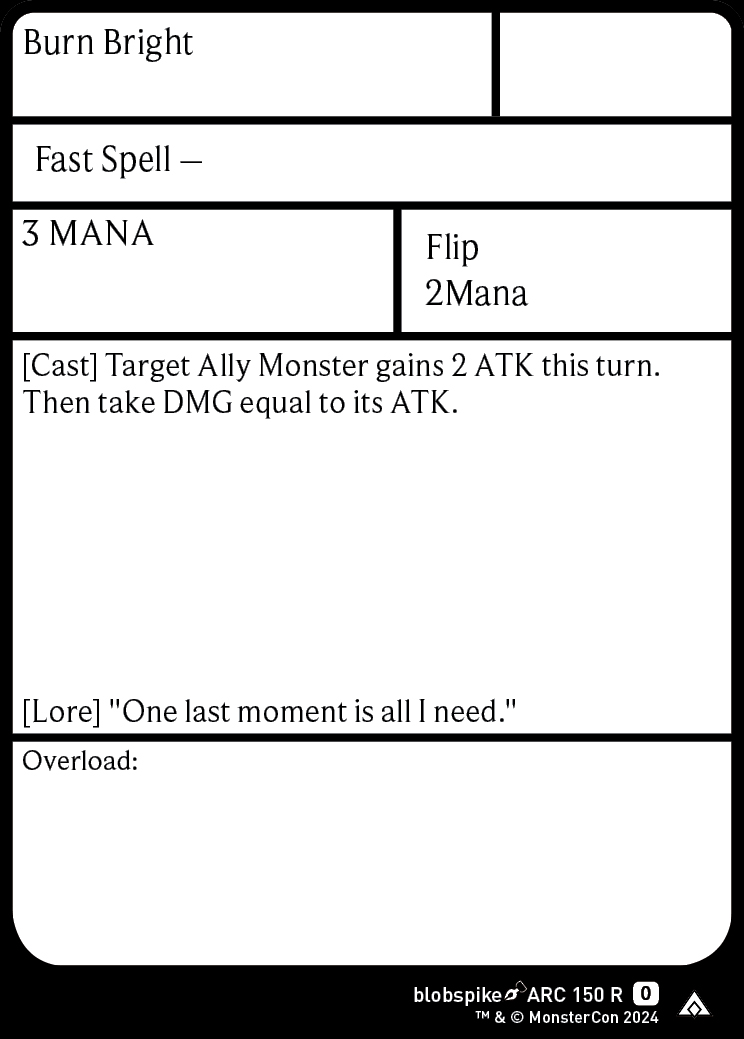 Burn Bright
Fast Spell —
3 MANA
Flip
2Mana
[Cast] Target Ally Monster gains 2 ATK this turn.
Then take DMG equal to its ATK.
[Lore] "One last moment is all I need."
Overload:
blobspike ARC 150 R 0
™ & © MonsterCon 2024